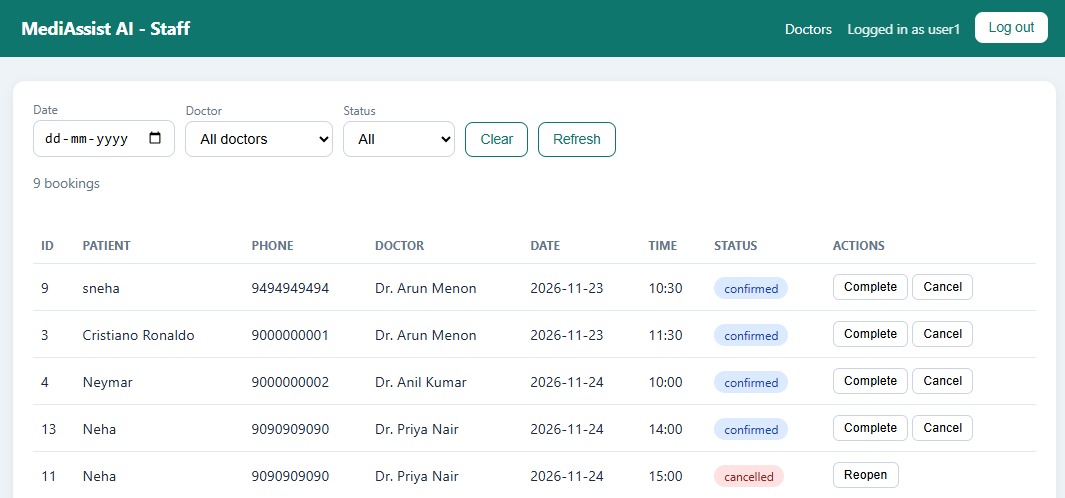 MediAssist AI - Staff Doctors Logged in as user1 Log out
Date Doctor Status
dd-mm-yyyy All doctors All Clear Refresh
9 bookings
ID PATIENT PHONE DOCTOR DATE TIME STATUS ACTIONS
9 sneha 9494949494 Dr. Arun Menon 2026-11-23 10:30 confirmed Complete Cancel
3 Cristiano Ronaldo 9000000001 Dr. Arun Menon 2026-11-23 11:30 confirmed Complete Cancel
4 Neymar 9000000002 Dr. Anil Kumar 2026-11-24 10:00 confirmed Complete Cancel
13 Neha 9090909090 Dr. Priya Nair 2026-11-24 14:00 confirmed Complete Cancel
11 Neha 9090909090 Dr. Priya Nair 2026-11-24 15:00 cancelled Reopen